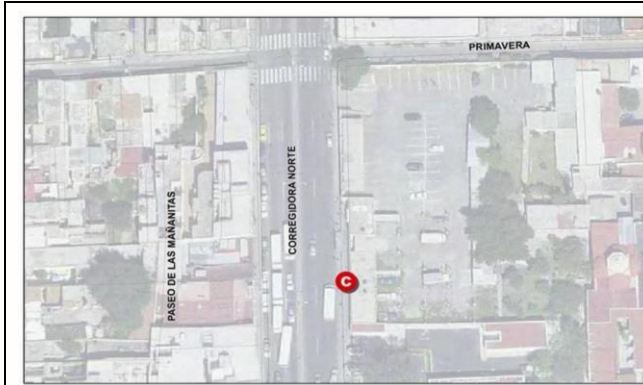 PRIMAVERA
CORREGIDORA NORTE
PASEO DE LAS MAÑANITAS
C